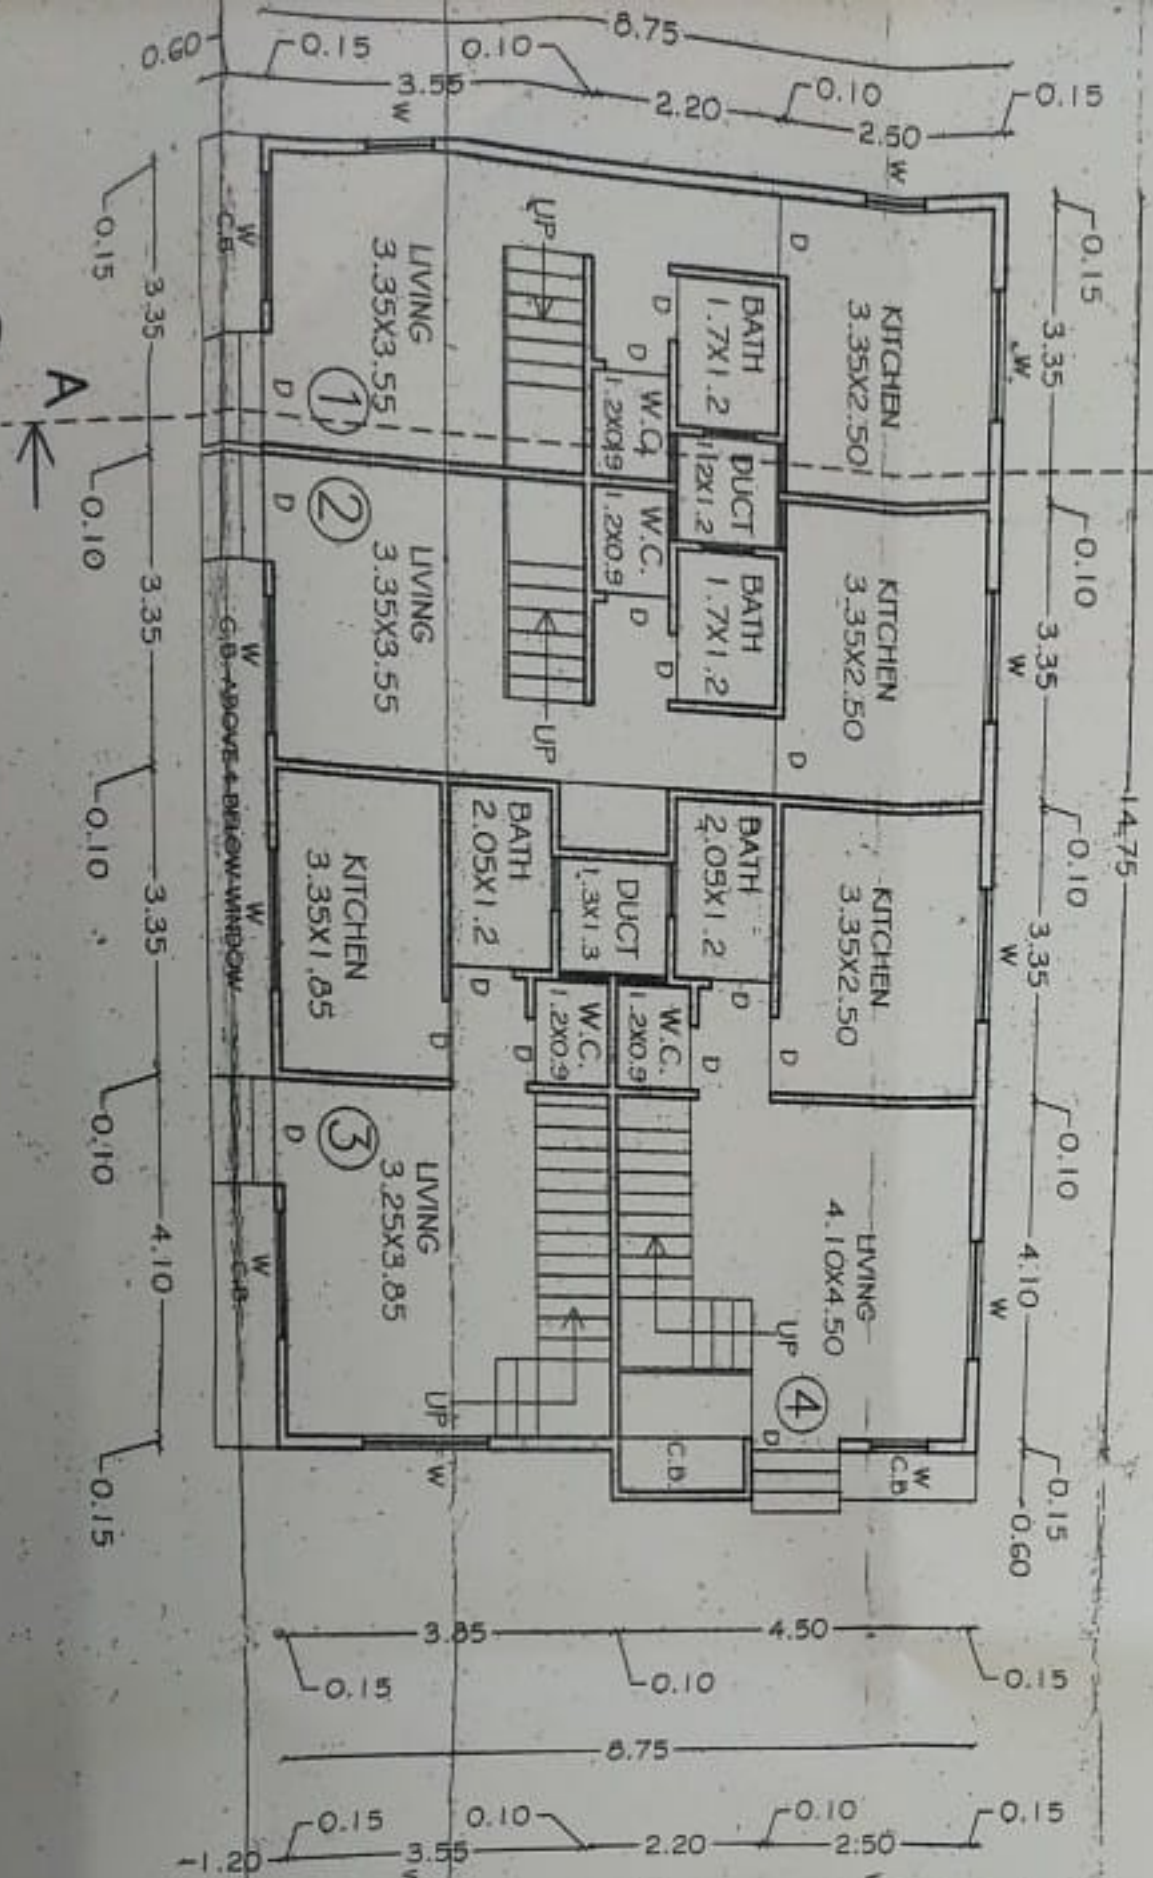 8.75
0.60
0.15
0.10
3.55
2.20
0.10
2.50
0.15
W
W
0.15
3.35
W
0.10
3.35
W
14.75
0.10
3.35
W
0.10
4.10
W
0.15
0.60
KITCHEN
3.35X2.50
D
BATH
1.7X1.2
D
D
W.C.
1.2X0.9
DUCT
1.2X1.2
UP
LIVING
3.35X3.55
1
D
W
C.B.
KITCHEN
3.35X2.50
D
BATH
1.7X1.2
D
W.C.
1.2X0.9
D
UP
LIVING
3.35X3.55
2
D
W
C.B. ABOVE & BELOW WINDOW
W
KITCHEN
3.35X2.50
D
BATH
2.05X1.2
D
DUCT
1.3X1.3
BATH
2.05X1.2
D
W.C.
1.2X0.9
D
W.C.
1.2X0.9
D
KITCHEN
3.35X1.85
D
LIVING
4.10X4.50
UP
4
D
W
C.B.
C.B.
LIVING
3.25X3.85
3
D
UP
W
W
C.B.
A
0.15
3.35
0.10
3.35
0.10
3.35
0.10
4.10
0.15
3.85
4.50
0.15
0.10
0.15
8.75
0.15
0.10
0.10
0.15
1.20
3.55
2.20
2.50